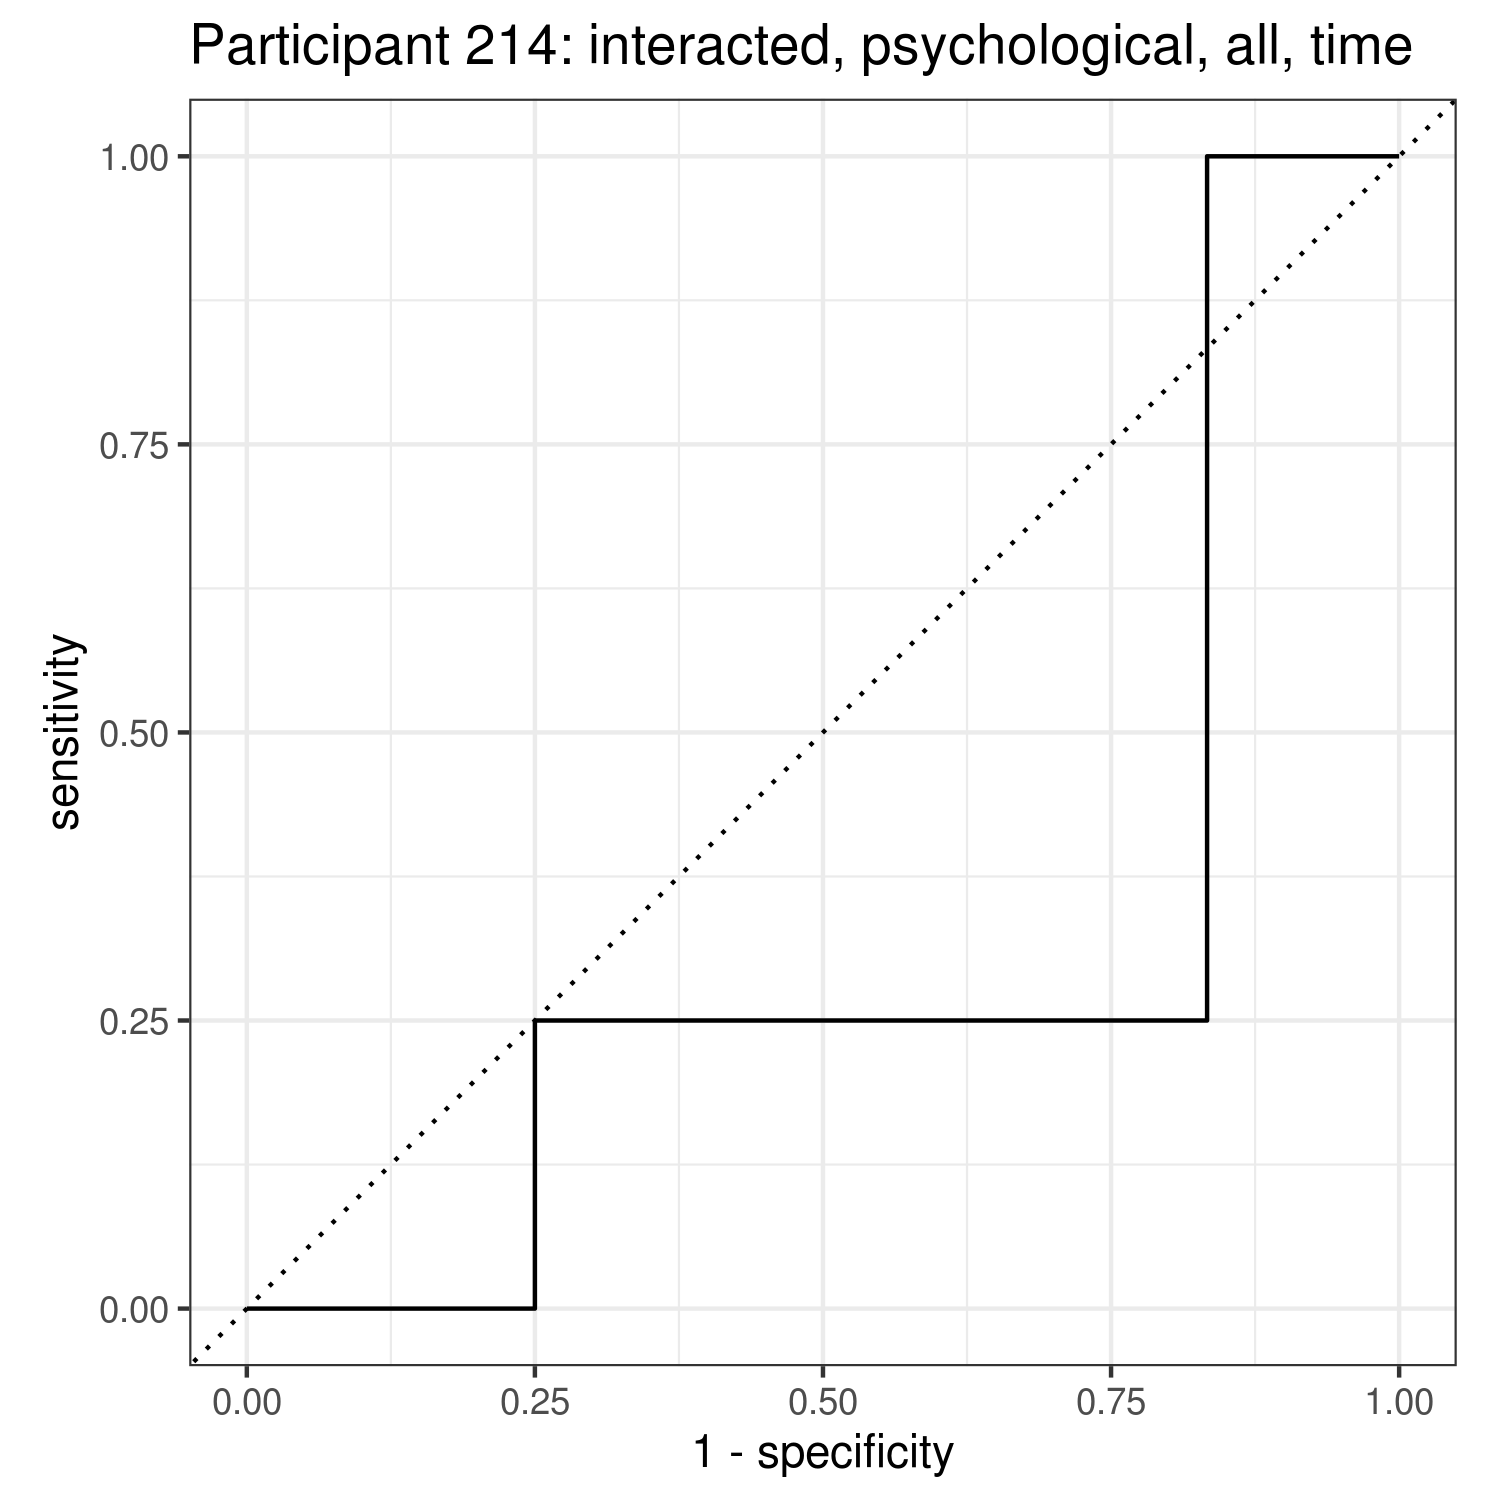 Participant 214: interacted, psychological, all, time
1.00
0.75
0.50
0.25
0.00
sensitivity
0.00 0.25 0.50 0.75 1.00
1 - specificity